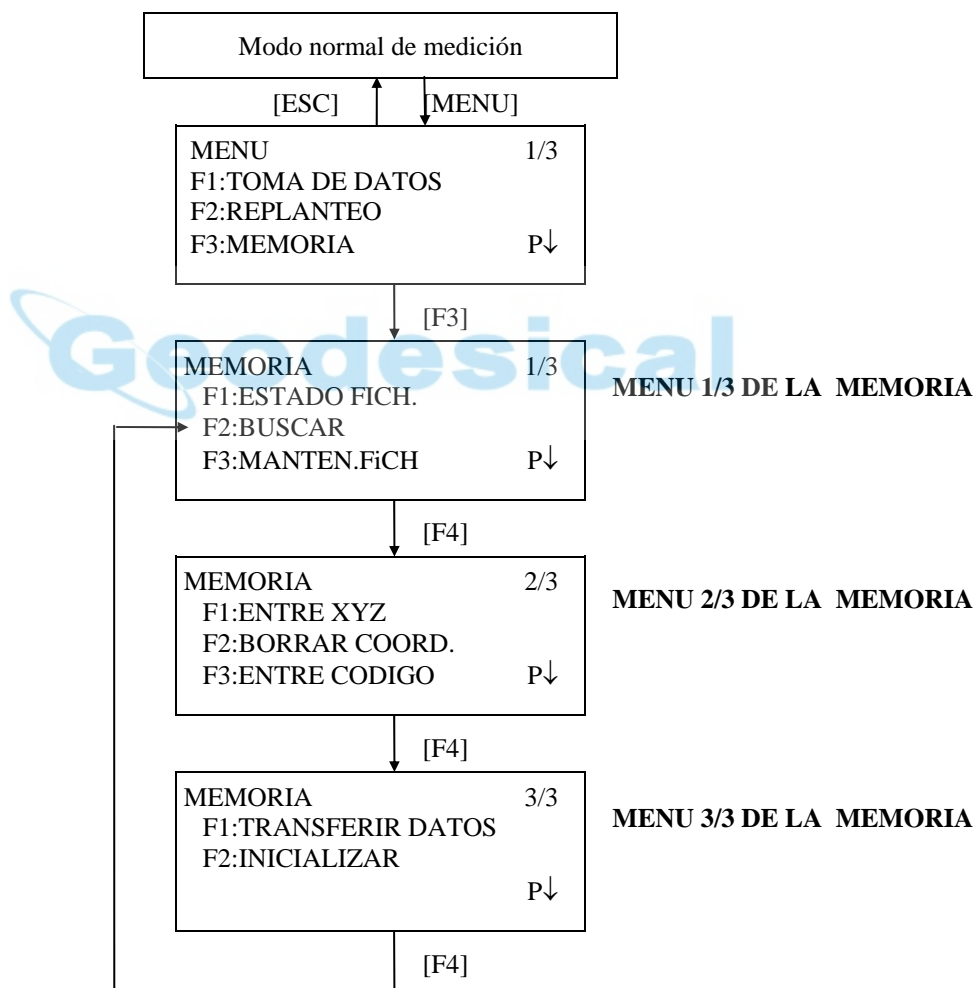 Modo normal de medición
[ESC] [MENU]
MENU 1/3
F1:TOMA DE DATOS
F2:REPLANTEO
F3:MEMORIA P↓
[F3]
Geodesical
MEMORIA 1/3
F1:ESTADO FICH.
MENU 1/3 DE LA MEMORIA
F2:BUSCAR
F3:MANTEN.FiCH P↓
[F4]
MEMORIA 2/3
MENU 2/3 DE LA MEMORIA
F1:ENTRE XYZ
F2:BORRAR COORD.
F3:ENTRE CODIGO P↓
[F4]
MEMORIA 3/3
F1:TRANSFERIR DATOS
MENU 3/3 DE LA MEMORIA
F2:INICIALIZAR
P↓
[F4]